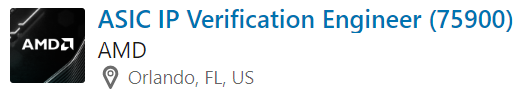 AMD
ASIC IP Verification Engineer (75900)
AMD
Orlando, FL, US